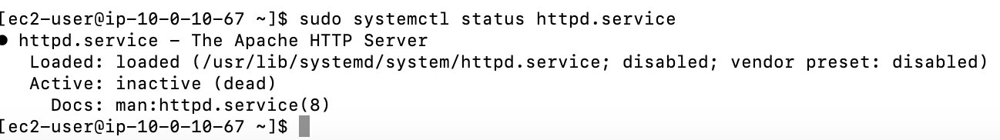 [ec2-user@ip-10-0-10-67 ~]$ sudo systemctl status httpd.service
● httpd.service – The Apache HTTP Server
   Loaded: loaded (/usr/lib/systemd/system/httpd.service; disabled; vendor preset: disabled)
   Active: inactive (dead)
     Docs: man:httpd.service(8)
[ec2-user@ip-10-0-10-67 ~]$